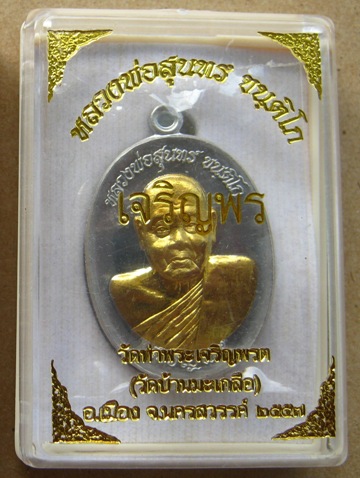 หลวงพ่อสุนทร ขนฺติโก
หลวงพ่อสุนทร ขนฺติโก
เจริญพร
วัดท่าพระเจริญพรต
(วัดบ้านมะเกลือ)
อ.เมือง จ.นครสวรรค์ ๒๕๕๗